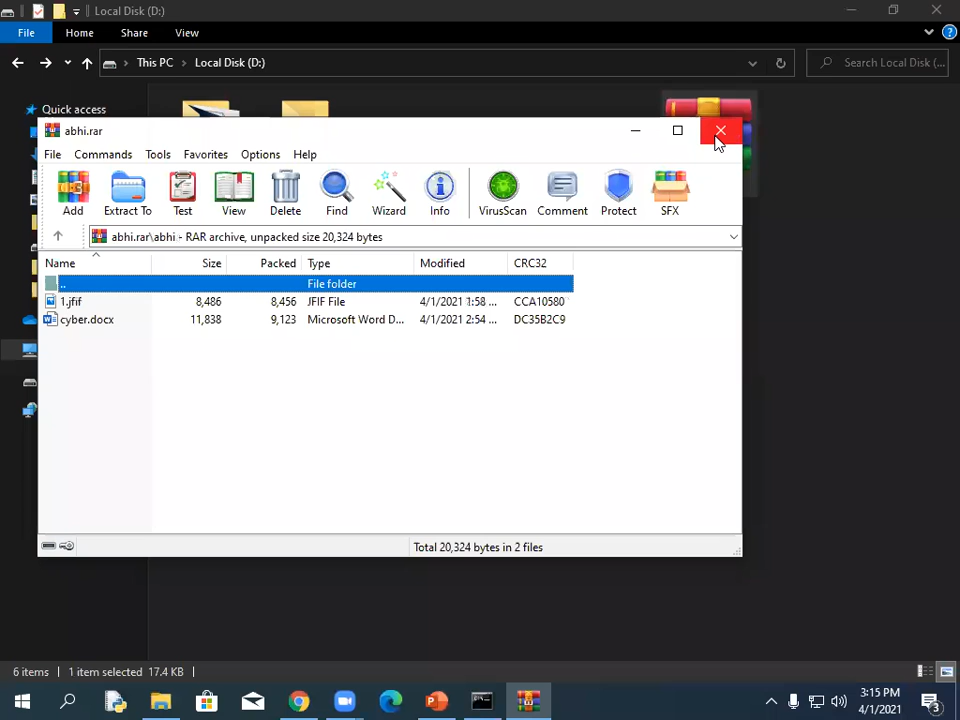 Local Disk (D:)
File Home Share View
This PC Local Disk (D:) Search Local Disk (...
Quick access
abhi.rar
File Commands Tools Favorites Options Help
Add Extract To Test View Delete Find Wizard Info VirusScan Comment Protect SFX
abhi.rar\abhi - RAR archive, unpacked size 20,324 bytes
Name Size Packed Type Modified CRC32
.. File folder
1.jfif 8,486 8,456 JFIF File 4/1/2021 1:58 ... CCA10580
cyber.docx 11,838 9,123 Microsoft Word D... 4/1/2021 2:54 ... DC35B2C9
Total 20,324 bytes in 2 files
6 items 1 item selected 17.4 KB
3:15 PM
4/1/2021
3